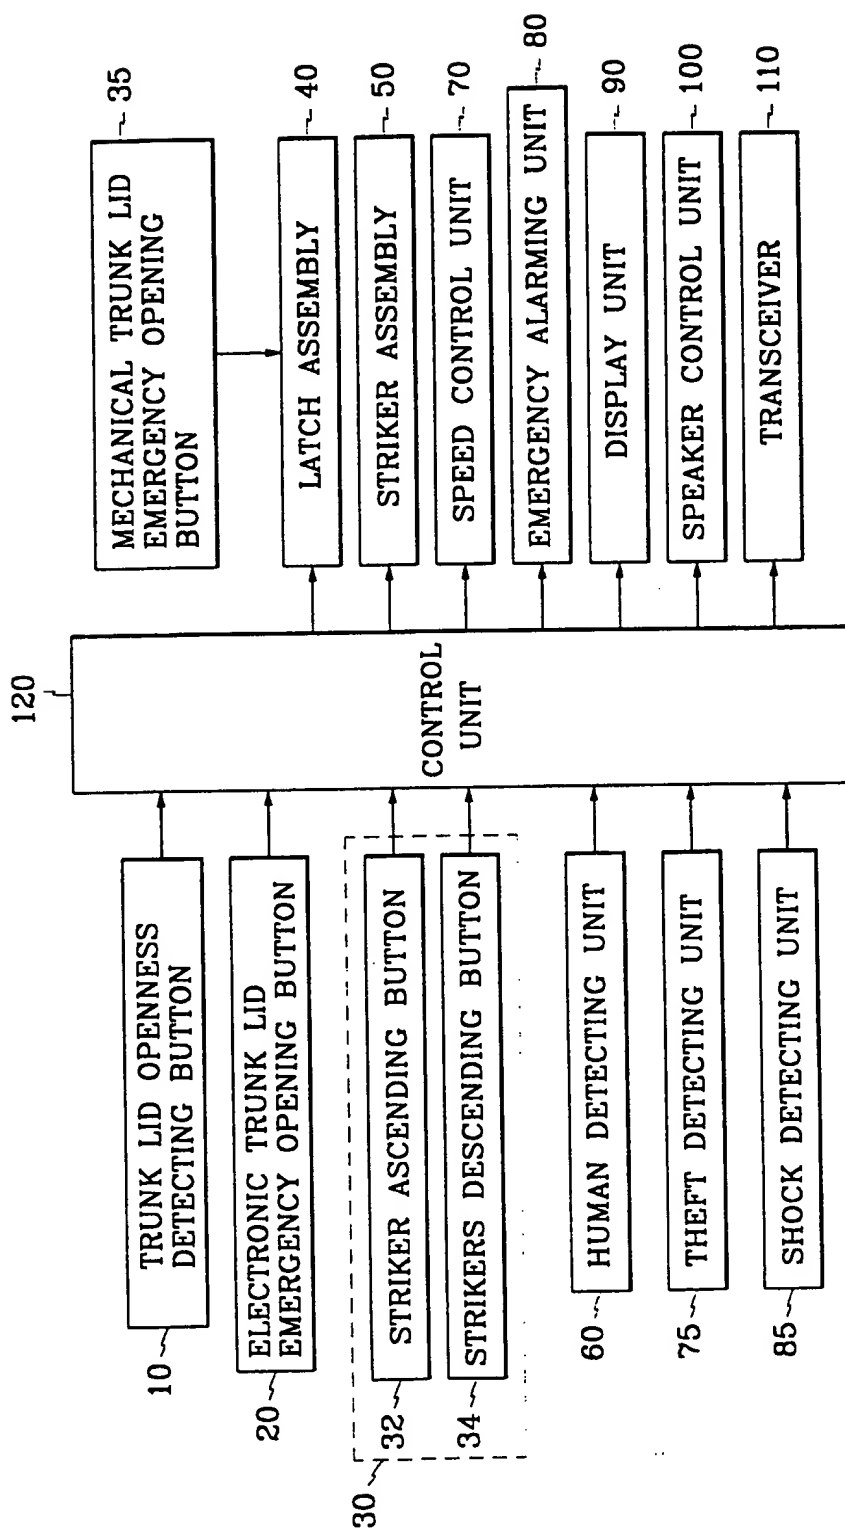 120
CONTROL
UNIT
10
TRUNK LID OPENNESS
DETECTING BUTTON
20
ELECTRONIC TRUNK LID
EMERGENCY OPENING BUTTON
30
32
STRIKER ASCENDING BUTTON
34
STRIKERS DESCENDING BUTTON
60
HUMAN DETECTING UNIT
75
THEFT DETECTING UNIT
85
SHOCK DETECTING UNIT
MECHANICAL TRUNK LID
EMERGENCY OPENING
BUTTON
35
LATCH ASSEMBLY
40
STRIKER ASSEMBLY
50
SPEED CONTROL UNIT
70
EMERGENCY ALARMING UNIT
80
DISPLAY UNIT
90
SPEAKER CONTROL UNIT
100
TRANSCEIVER
110